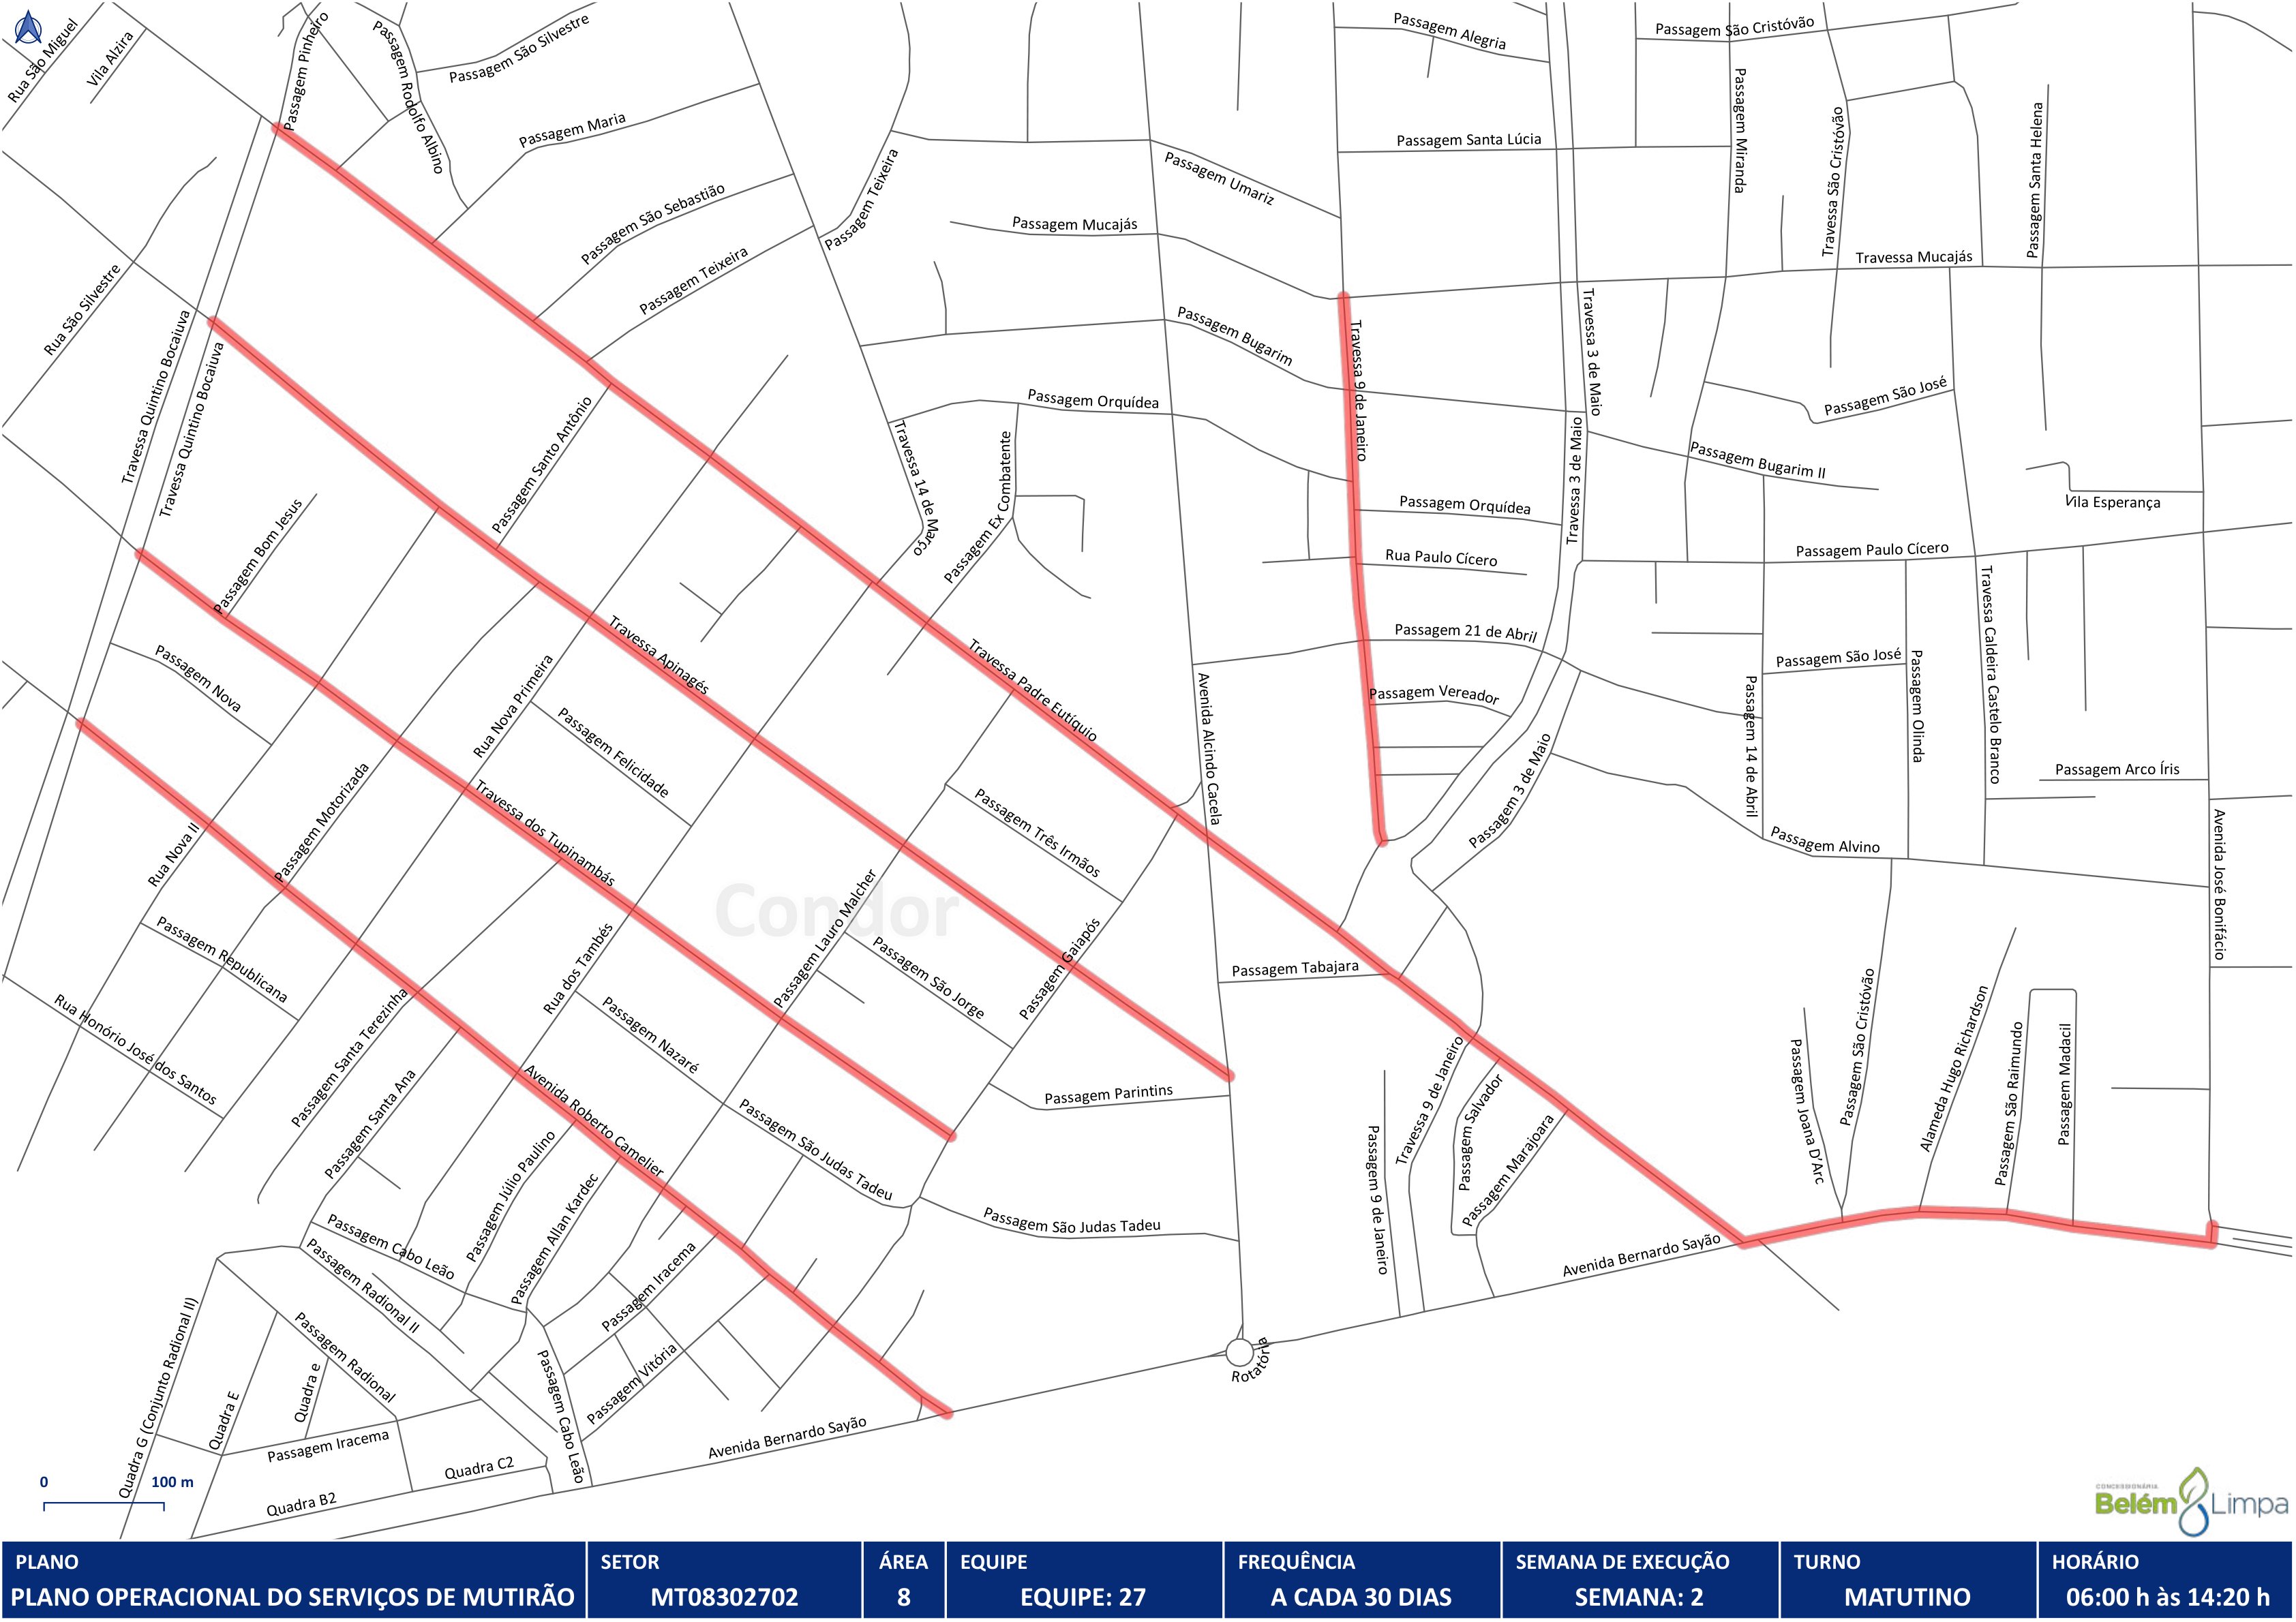 Rua São Miguel
Vila Alzira
Passagem Pinheiro
Passagem Rodolfo Albino
Passagem São Silvestre
Passagem Maria
Passagem São Sebastião
Passagem Teixeira
Passagem Teixeira
Passagem Umariz
Passagem Mucajás
Passagem Alegria
Passagem Santa Lúcia
Passagem São Cristóvão
Passagem Miranda
Travessa São Cristóvão
Passagem Santa Helena
Travessa Mucajás
Rua São Silvestre
Travessa Quintino Bocaiuva
Travessa Quintino Bocaiuva
Passagem Santo Antônio
Passagem Bugarim
Passagem Orquídea
Travessa 14 de Março
Passagem Ex Combatente
Travessa 9 de Janeiro
Travessa 3 de Maio
Travessa 3 de Maio
Passagem São José
Passagem Bugarim II
Vila Esperança
Passagem Orquídea
Rua Paulo Cícero
Passagem Paulo Cícero
Passagem Bom Jesus
Passagem Nova
Travessa Apinagés
Travessa Padre Eutíquio
Passagem 21 de Abril
Passagem Vereador
Passagem São José
Passagem Olinda
Travessa Caldeira Castelo Branco
Passagem 14 de Abril
Passagem Arco Íris
Rua Nova Primeira
Passagem Felicidade
Avenida Alcindo Cacela
Passagem 3 de Maio
Passagem Alvino
Avenida José Bonifácio
Rua Nova II
Passagem Motorizada
Travessa dos Tupinambás
Passagem Três Irmãos
Condor
Passagem Lauro Malcher
Passagem Gaiapós
Passagem São Jorge
Passagem Tabajara
Passagem Republicana
Rua Honório José dos Santos
Passagem Santa Terezinha
Rua dos Tambés
Passagem Nazaré
Passagem Santa Ana
Avenida Roberto Camelier
Passagem Parintins
Passagem São Judas Tadeu
Passagem São Judas Tadeu
Passagem Júlio Paulino
Passagem Allan Kardec
Passagem 9 de Janeiro
Travessa 9 de Janeiro
Passagem Salvador
Passagem Marajoara
Passagem Joana D'Arc
Passagem São Cristóvão
Alameda Hugo Richardson
Passagem São Raimundo
Passagem Madacil
Avenida Bernardo Sayão
Passagem Cabo Leão
Passagem Radional II
Passagem Iracema
Passagem Vitória
Passagem Cabo Leão
Passagem Radional
Quadra G (Conjunto Radional II)
Quadra E
Quadra e
Passagem Iracema
Quadra C2
Quadra B2
Avenida Bernardo Sayão
Rotatória
0 100 m
CONCESSIONÁRIA
Belém Limpa
PLANO
PLANO OPERACIONAL DO SERVIÇOS DE MUTIRÃO
SETOR
MT08302702
ÁREA
8
EQUIPE
EQUIPE: 27
FREQUÊNCIA
A CADA 30 DIAS
SEMANA DE EXECUÇÃO
SEMANA: 2
TURNO
MATUTINO
HORÁRIO
06:00 h às 14:20 h